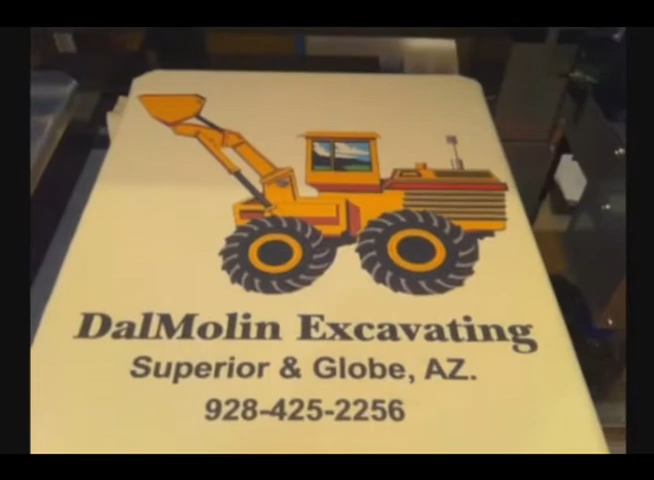 DalMolin Excavating
Superior & Globe, AZ.
928-425-2256